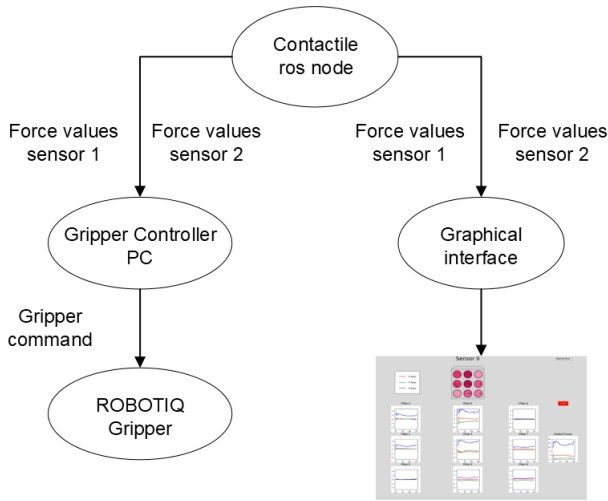 Contactile
ros node
Force values
sensor 1
Force values
sensor 2
Force values
sensor 1
Force values
sensor 2
Gripper Controller
PC
Graphical
interface
Gripper
command
ROBOTIQ
Gripper
Sensor 0